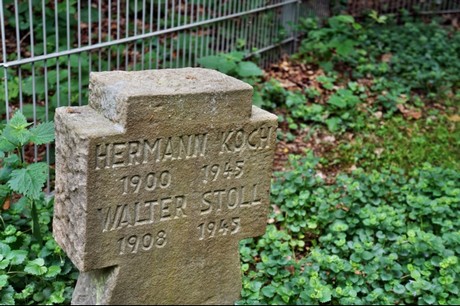 HERMANN KOCH
1900 1945
WALTER STOLL
1908 1945